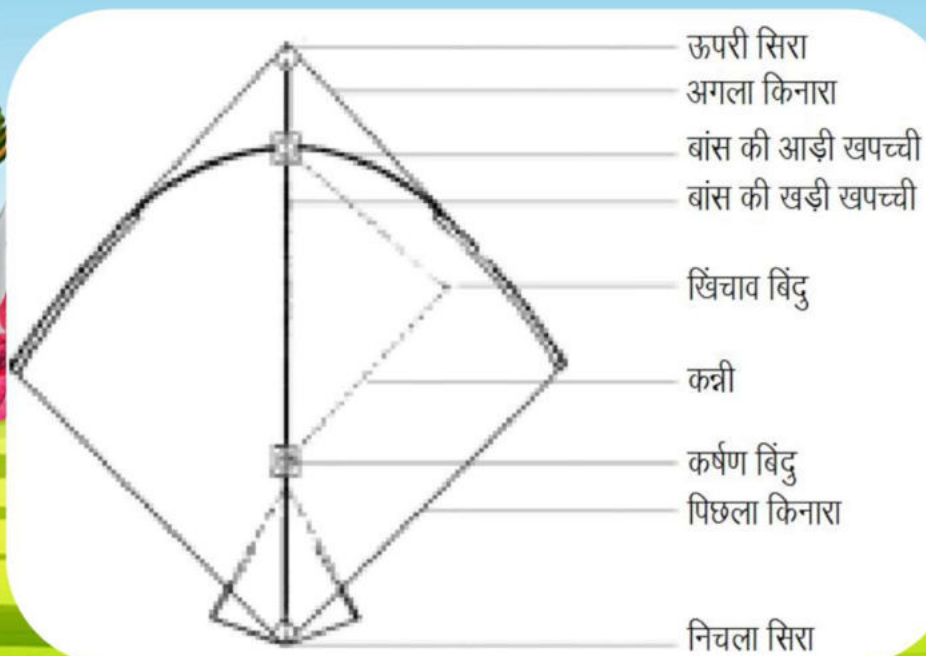 ऊपरी सिरा
अगला किनारा
बांस की आड़ी खपच्ची
बांस की खड़ी खपच्ची
खिंचाव बिंदु
कन्नी
कर्षण बिंदु
पिछला किनारा
निचला सिरा